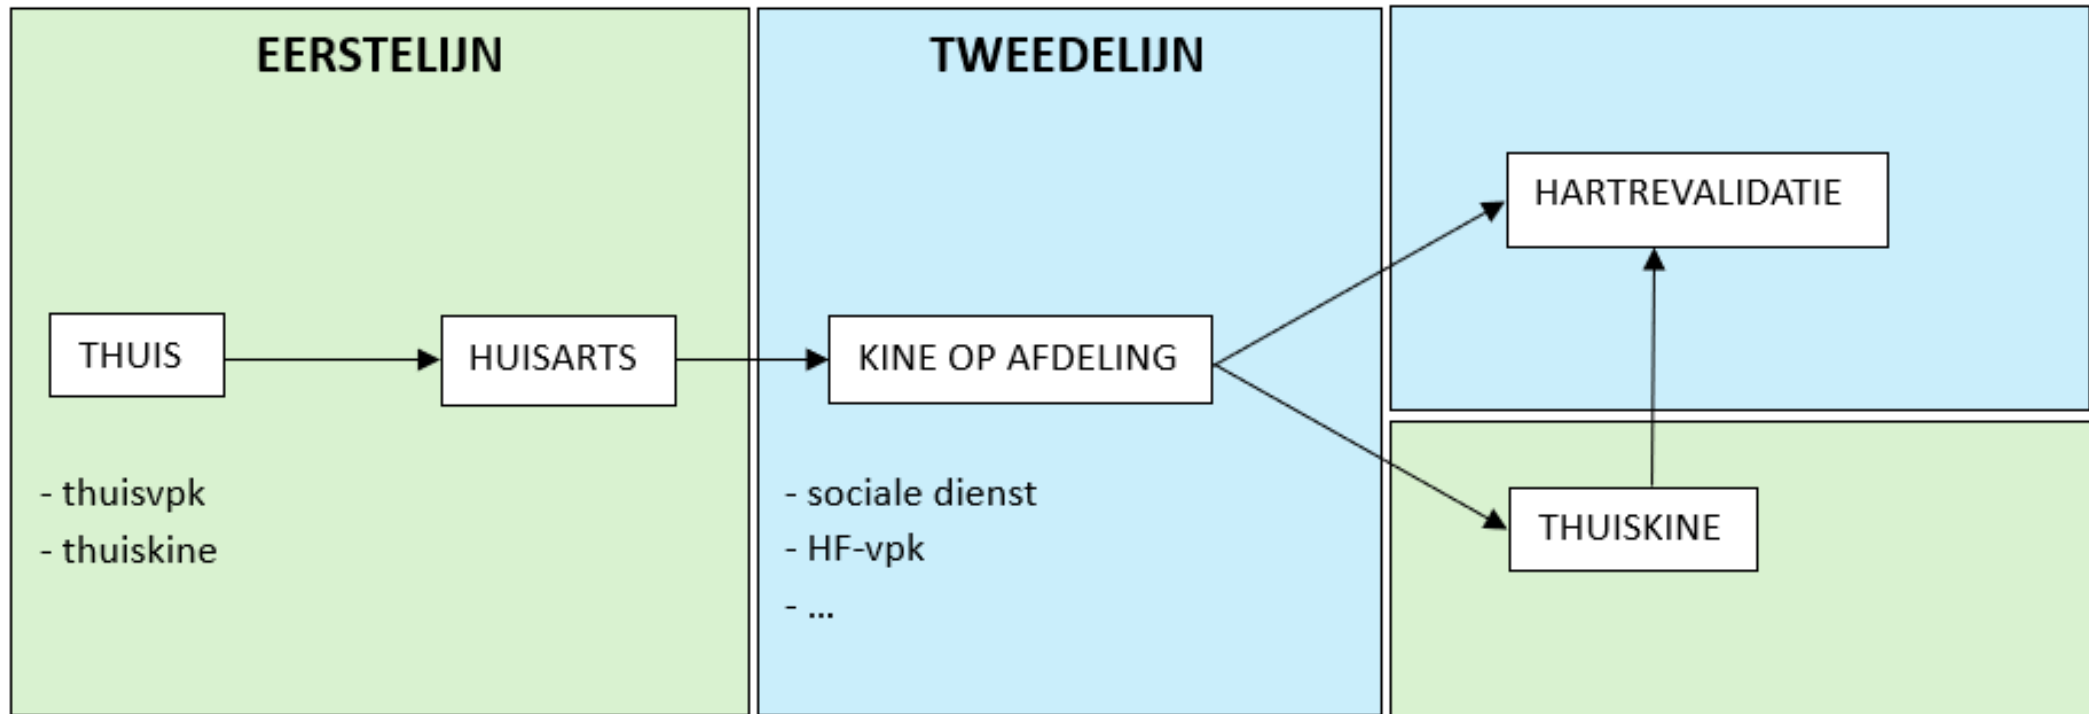 EERSTELIJN
THUIS
HUISARTS
- thuisvpk
- thuiskine
TWEEDELIJN
KINE OP AFDELING
- sociale dienst
- HF-vpk
- ...
HARTREVALIDATIE
THUISKINE